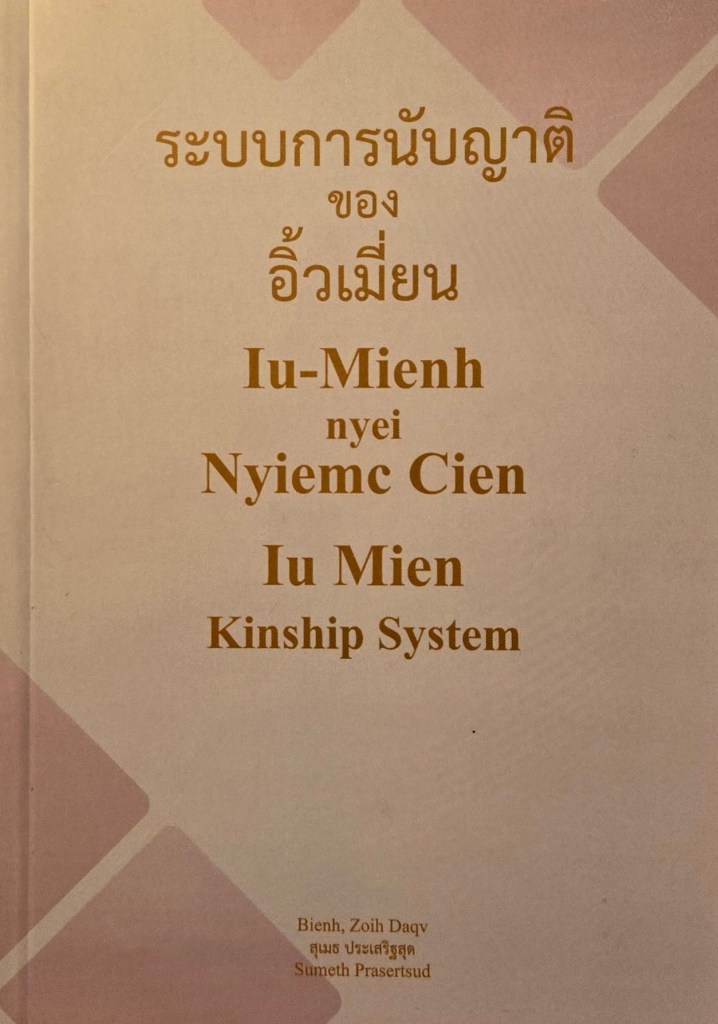 ระบบการนับญาติ
ของ
อิ้วเมี่ยน
Iu-Mienh
nyei
Nyiemc Cien
Iu Mien
Kinship System
Bienh, Zoih Daqv
สุเมธ ประเสริฐสุด
Sumeth Prasertsud